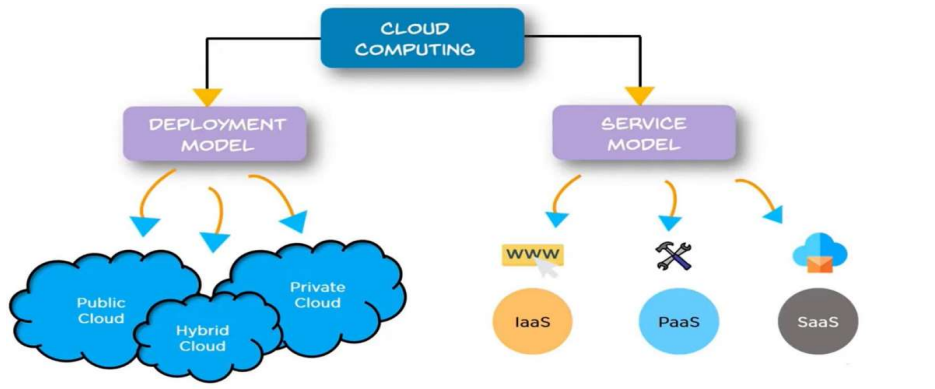 CLOUD
COMPUTING
DEPLOYMENT
MODEL
SERVICE
MODEL
Public
Cloud
Hybrid
Cloud
Private
Cloud
WWW
IaaS
PaaS
SaaS